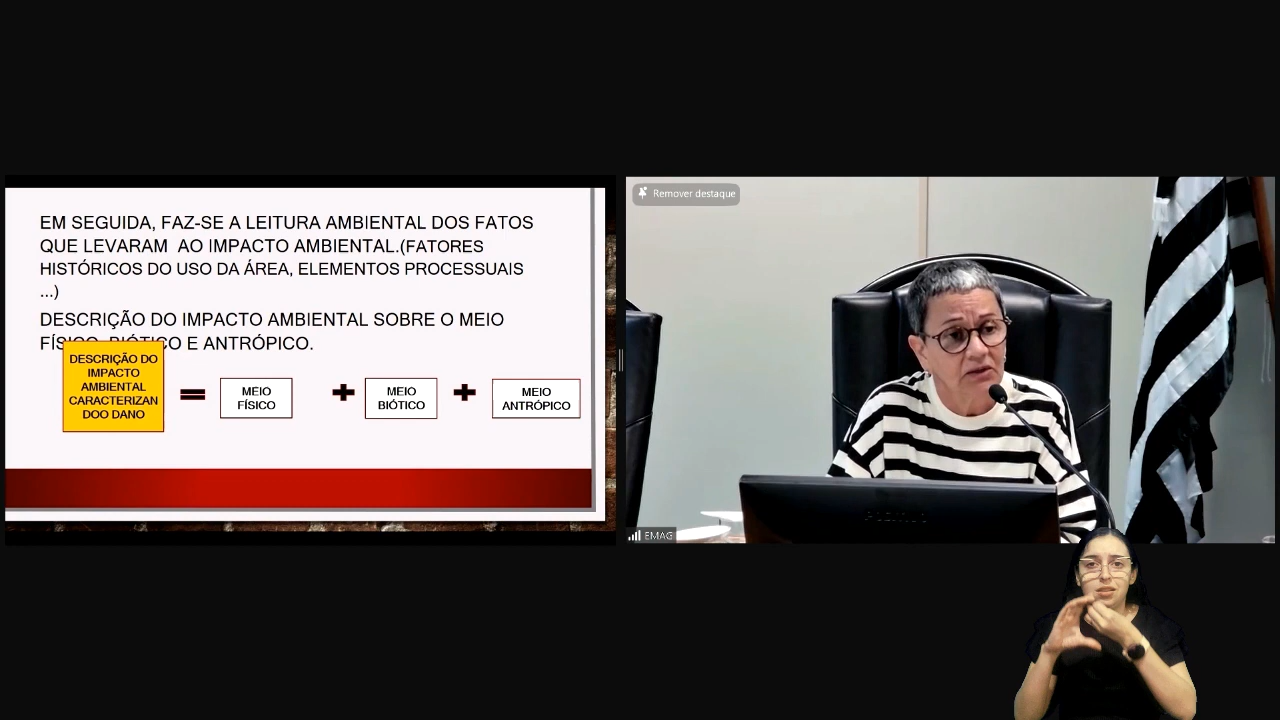 EM SEGUIDA, FAZ-SE A LEITURA AMBIENTAL DOS FATOS
QUE LEVARAM AO IMPACTO AMBIENTAL.(FATORES
HISTÓRICOS DO USO DA ÁREA, ELEMENTOS PROCESSUAIS
...)
DESCRIÇÃO DO IMPACTO AMBIENTAL SOBRE O MEIO
FÍSICO, BIÓTICO E ANTRÓPICO.
DESCRIÇÃO DO
IMPACTO
AMBIENTAL
CARACTERIZAN
DOO DANO
=
MEIO
FÍSICO
+
MEIO
BIÓTICO
+
MEIO
ANTRÓPICO
Remover destaque
EMAG